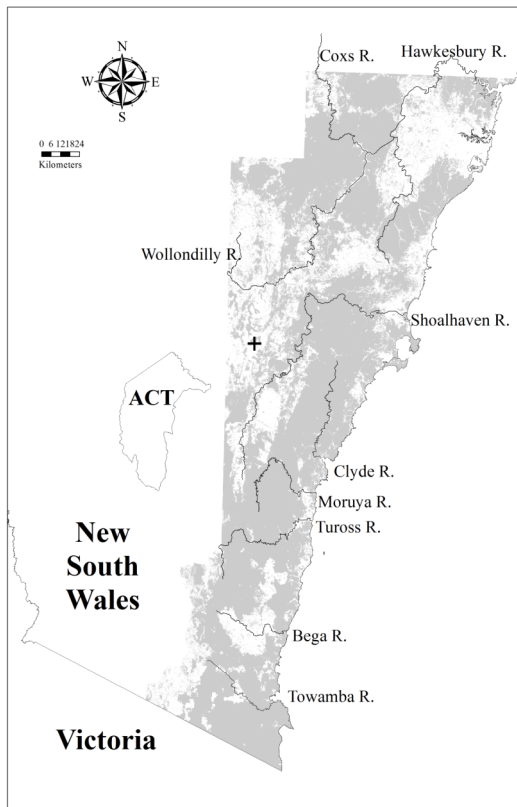 Coxs R.
Hawkesbury R.
N
W
E
S
0 6 121824
Kilometers
Wollondilly R.
Shoalhaven R.
ACT
Clyde R.
Moruya R.
Tuross R.
New
South
Wales
Bega R.
Towamba R.
Victoria